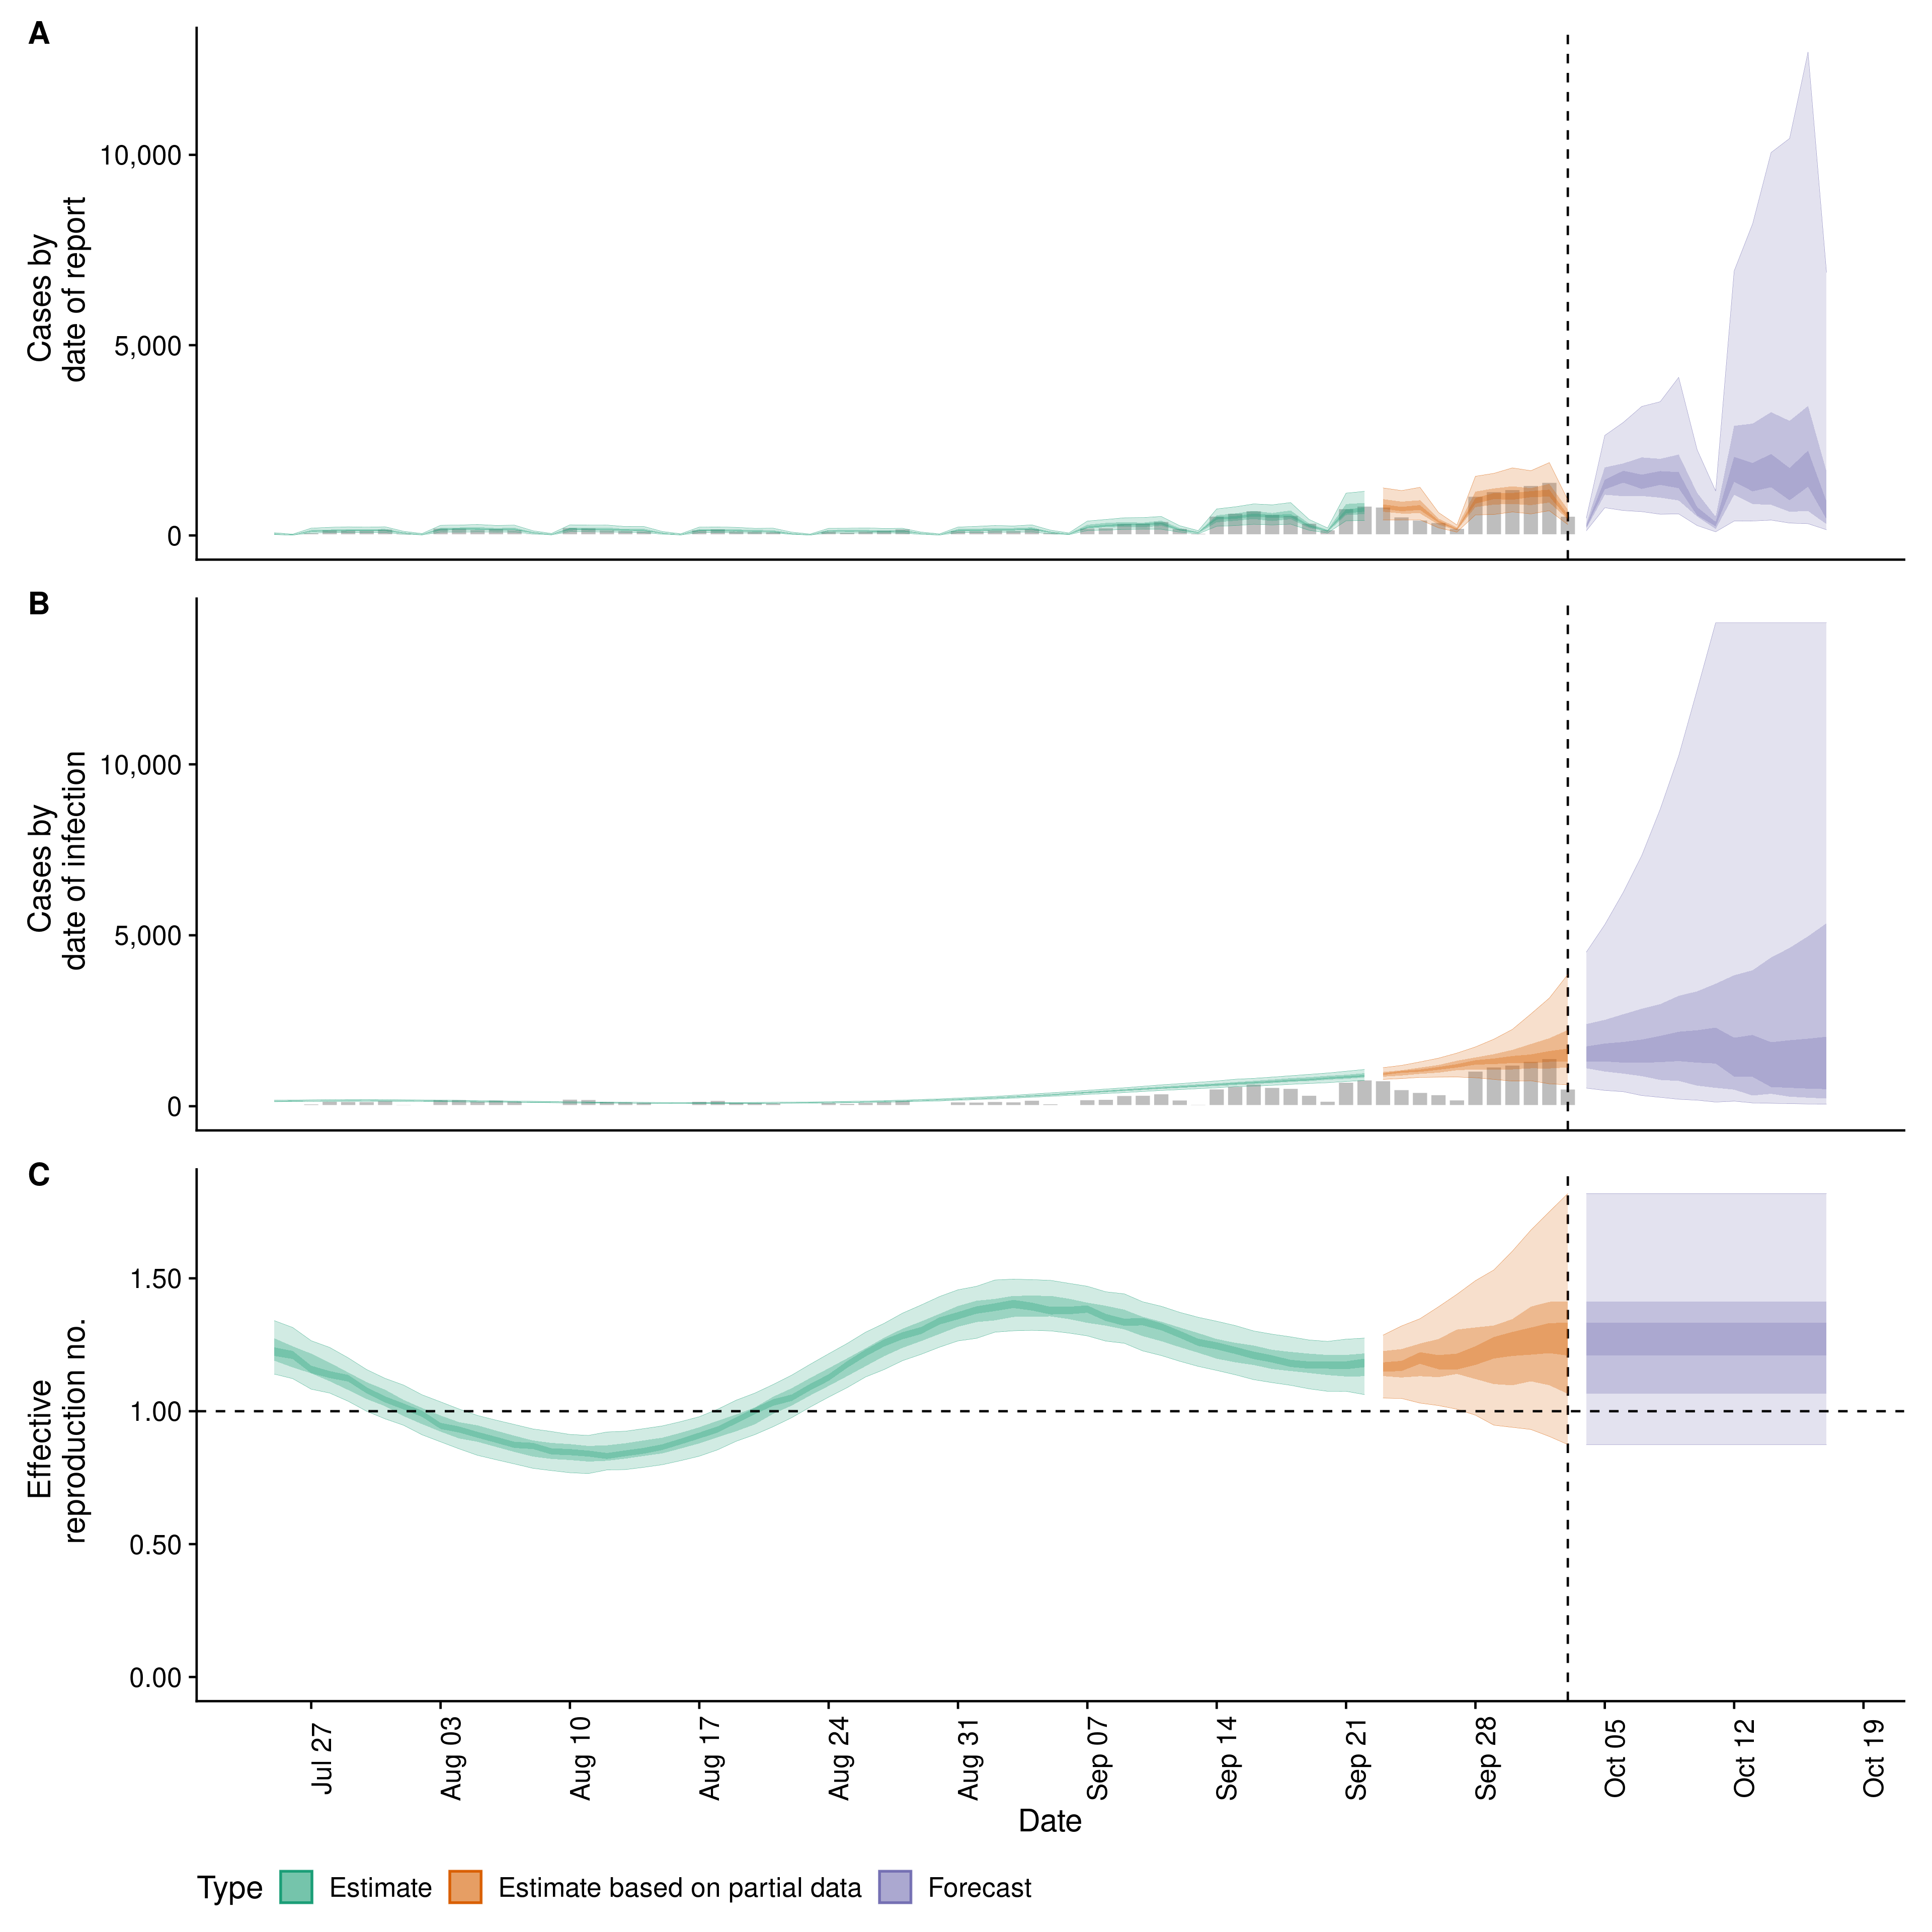 A
Cases by
date of report
10,000
5,000
0
B
Cases by
date of infection
10,000
5,000
0
C
Effective
reproduction no.
1.50
1.00
0.50
0.00
Jul 27
Aug 03
Aug 10
Aug 17
Aug 24
Aug 31
Sep 07
Sep 14
Sep 21
Sep 28
Oct 05
Oct 12
Oct 19
Date
Type Estimate Estimate based on partial data Forecast